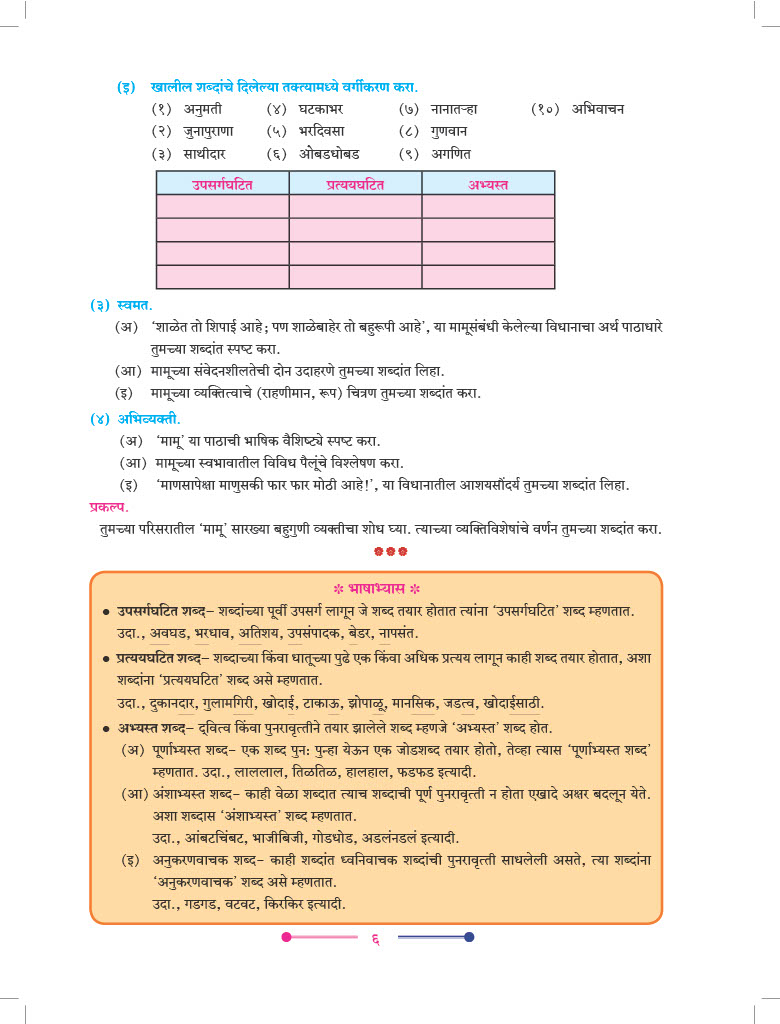 (इ) खालील शब्दांचे दिलेल्या तक्त्यामध्ये वर्गीकरण करा.
(१) अनुमती (४) घटकाभर (७) नानातऱ्हा (१०) अभिवाचन
(२) जुनापुराणा (५) भरदिवसा (८) गुणवान
(३) साथीदार (६) ओबडधोबड (९) अगणित
उपसर्गघटित प्रत्ययघटित अभ्यस्त
(३) स्वमत.
(अ) ‘शाळेत तो शिपाई आहे; पण शाळेबाहेर तो बहुरूपी आहे’, या मामूसंबंधी केलेल्या विधानाचा अर्थ पाठाधारे
तुमच्या शब्दांत स्पष्ट करा.
(आ) मामूच्या संवेदनशीलतेची दोन उदाहरणे तुमच्या शब्दांत लिहा.
(इ) मामूच्या व्यक्तित्वाचे (राहणीमान, रूप) चित्रण तुमच्या शब्दांत करा.
(४) अभिव्यक्ती.
(अ) ‘मामू’ या पाठाची भाषिक वैशिष्ट्ये स्पष्ट करा.
(आ) मामूच्या स्वभावातील विविध पैलूंचे विश्लेषण करा.
(इ) ‘माणसापेक्षा माणुसकी फार फार मोठी आहे!’, या विधानातील आशयसौंदर्य तुमच्या शब्दांत लिहा.
प्रकल्प.
तुमच्या परिसरातील ‘मामू’ सारख्या बहुगुणी व्यक्तीचा शोध घ्या. त्याच्या व्यक्तिविशेषांचे वर्णन तुमच्या शब्दांत करा.
❁❁❁
✼ भाषाभ्यास ✼
● उपसर्गघटित शब्द– शब्दांच्या पूर्वी उपसर्ग लागून जे शब्द तयार होतात त्यांना ‘उपसर्गघटित’ शब्द म्हणतात.
उदा., अवघड, भरधाव, अतिशय, उपसंपादक, बेडर, नापसंत.
● प्रत्ययघटित शब्द– शब्दाच्या किंवा धातूच्या पुढे एक किंवा अधिक प्रत्यय लागून काही शब्द तयार होतात, अशा
शब्दांना ‘प्रत्ययघटित’ शब्द असे म्हणतात.
उदा., दुकानदार, गुलामगिरी, खोदाई, टाकाऊ, झोपाळू, मानसिक, जडत्व, खोदाईसाठी.
● अभ्यस्त शब्द– द्‌वित्व किंवा पुनरावृत्तीने तयार झालेले शब्द म्हणजे ‘अभ्यस्त’ शब्द होत.
(अ) पूर्णाभ्यस्त शब्द– एक शब्द पुन: पुन्हा येऊन एक जोडशब्द तयार होतो, तेव्हा त्यास ‘पूर्णाभ्यस्त शब्द’
म्हणतात. उदा., लाललाल, तिळतिळ, हालहाल, फडफड इत्यादी.
(आ) अंशाभ्यस्त शब्द– काही वेळा शब्दात त्याच शब्दाची पूर्ण पुनरावृत्ती न होता एखादे अक्षर बदलून येते.
अशा शब्दास ‘अंशाभ्यस्त’ शब्द म्हणतात.
उदा., आंबटचिंबट, भाजीबिजी, गोडधोड, अडलंनडलं इत्यादी.
(इ) अनुकरणवाचक शब्द– काही शब्दांत ध्वनिवाचक शब्दांची पुनरावृत्ती साधलेली असते, त्या शब्दांना
‘अनुकरणवाचक’ शब्द असे म्हणतात.
उदा., गडगड, वटवट, किरकिर इत्यादी.
६